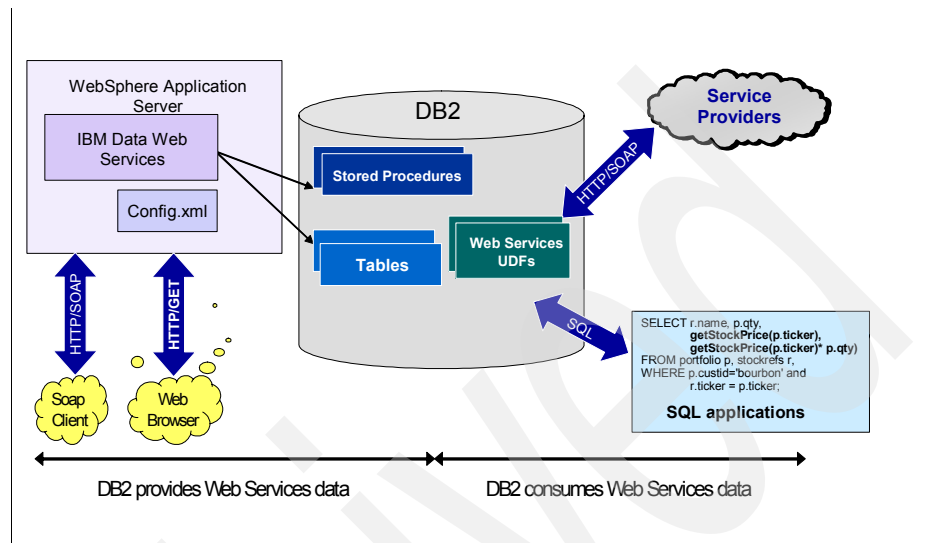 WebSphere Application
Server
IBM Data Web
Services
Config.xml
HTTP/SOAP
HTTP/GET
Soap
Client
Web
Browser
DB2
Stored Procedures
Tables
Web Services
UDFs
HTTP/SOAP
Service
Providers
SQL
SELECT r.name, p.qty,
getStockPrice(p.ticker),
getStockPrice(p.ticker)* p.qty)
FROM portfolio p, stockrefs r,
WHERE p.custid='bourbon' and
r.ticker = p.ticker;
SQL applications
DB2 provides Web Services data
DB2 consumes Web Services data